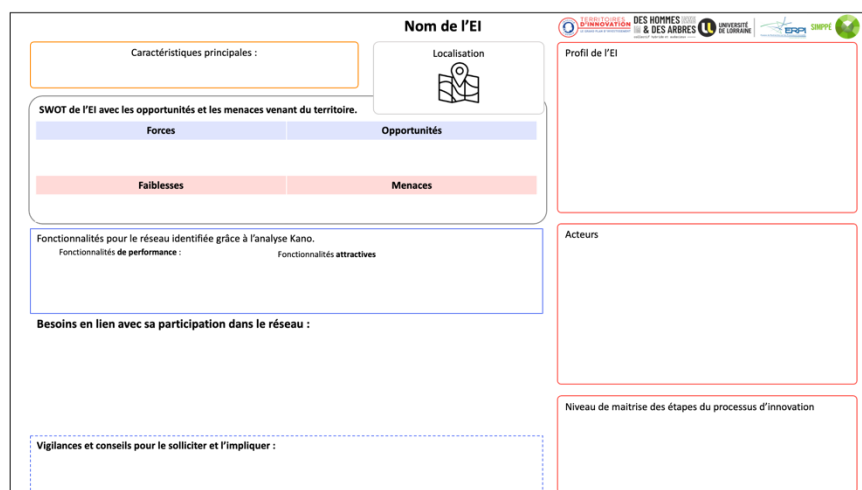 Nom de l'EI
TERRITOIRES
D'INNOVATION
DES HOMMES
& DES ARBRES
UNIVERSITÉ
DE LORRAINE
ERPI
SIMPPÉ
Caractéristiques principales :
Localisation
SWOT de l'EI avec les opportunités et les menaces venant du territoire.
Forces
Opportunités
Faiblesses
Menaces
Fonctionnalités pour le réseau identifiée grâce à l'analyse Kano.
Fonctionnalités de performance :
Fonctionnalités attractives
Besoins en lien avec sa participation dans le réseau :
Vigilances et conseils pour le solliciter et l'impliquer :
Profil de l'EI
Acteurs
Niveau de maitrise des étapes du processus d'innovation